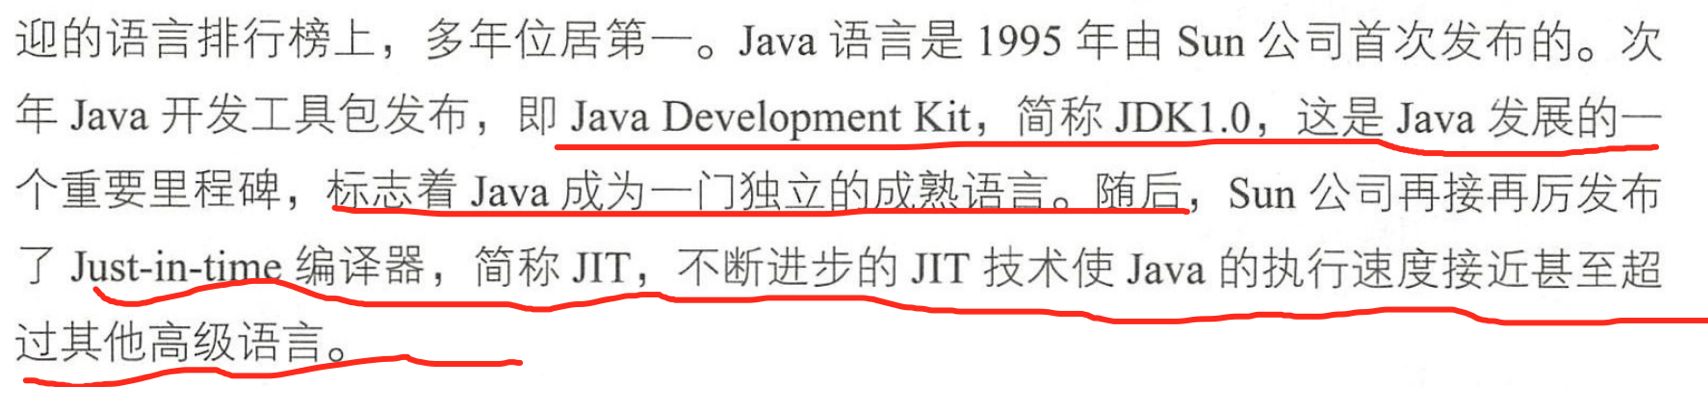 迎的语言排行榜上，多年位居第一。Java 语言是 1995 年由 Sun 公司首次发布的。次
年 Java 开发工具包发布，即 Java Development Kit，简称 JDK1.0，这是 Java 发展的一
个重要里程碑，标志着 Java 成为一门独立的成熟语言。随后，Sun 公司再接再厉发布
了 Just-in-time 编译器，简称 JIT，不断进步的 JIT 技术使 Java 的执行速度接近甚至超
过其他高级语言。